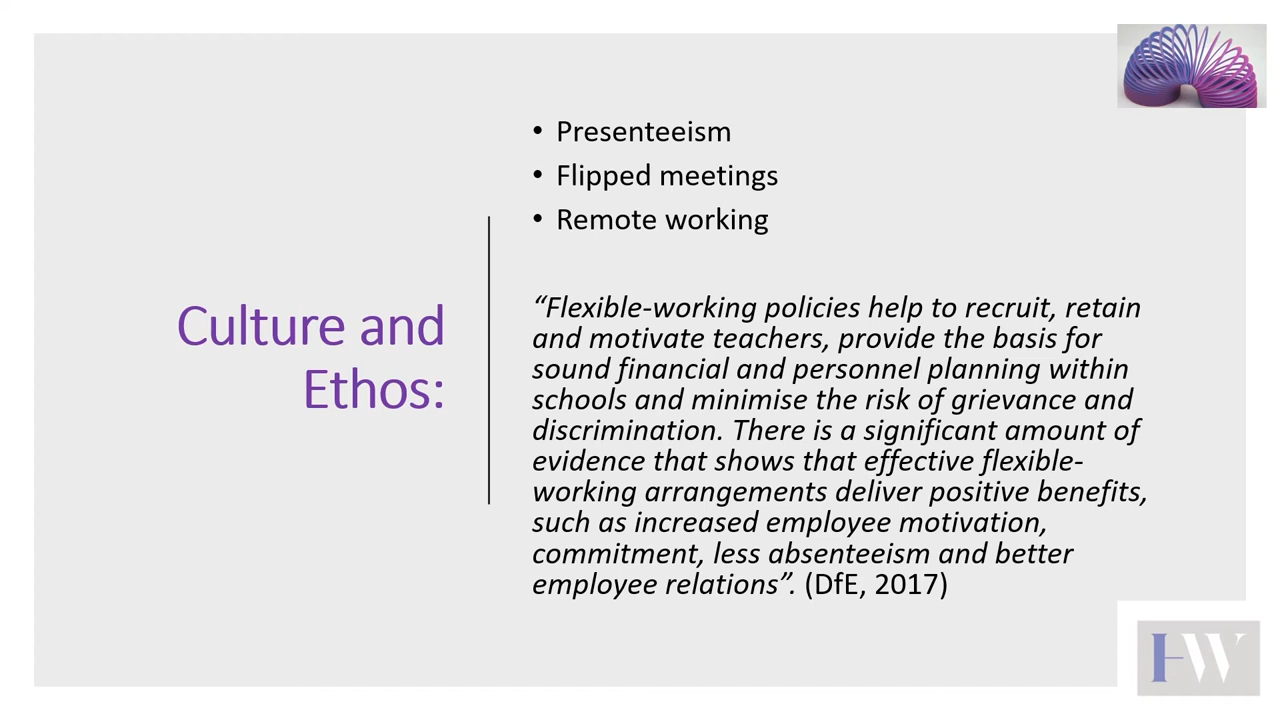 Culture and
Ethos:
• Presenteeism
• Flipped meetings
• Remote working
“Flexible-working policies help to recruit, retain
and motivate teachers, provide the basis for
sound financial and personnel planning within
schools and minimise the risk of grievance and
discrimination. There is a significant amount of
evidence that shows that effective flexible-
working arrangements deliver positive benefits,
such as increased employee motivation,
commitment, less absenteeism and better
employee relations”. (DfE, 2017)
HW